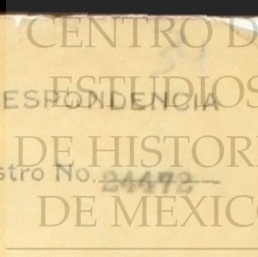 CENTRO D
ESTUDIOS
ESPONDENCIA
DE HISTOR
stro No. 24472
DE MEXIC